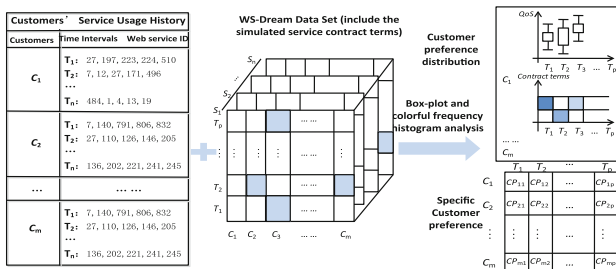 Customers' Service Usage History
Customers Time Intervals Web service ID
C1
T1: 27, 197, 223, 224, 510
T2: 7, 12, 27, 171, 496
...
Tn: 484, 1, 4, 13, 19
C2
T1: 7, 140, 791, 806, 832
T2: 27, 110, 126, 146, 205
...
Tn: 136, 202, 221, 241, 245
... ... ...
Cm
T1: 7, 140, 791, 806, 832
T2: 27, 110, 126, 146, 205
...
Tn: 136, 202, 221, 241, 245
WS-Dream Data Set (include the
simulated service contract terms)
Sn
...
S2
S1
Tp ... ...
⋮ ⋮ ⋮ ⋮ ... ... ⋮
T2 ... ...
T1 ... ...
C1 C2 C3 ... ... Cm
Customer
preference
distribution
Box-plot and
colorful frequency
histogram analysis
Specific
Customer
preference
QoS
T1 T2 T3 ... Tp
C1
Contract terms
T1 T2 T3 ... Tp
... ...
Cm
T1 T2 ... Tp
C1 CP11 CP12 ... CP1p
C2 CP21 CP22 ... CP2p
⋮ ⋮ ⋮ ⋮ ⋮
Cm CPm1 CPm2 ... CPmp